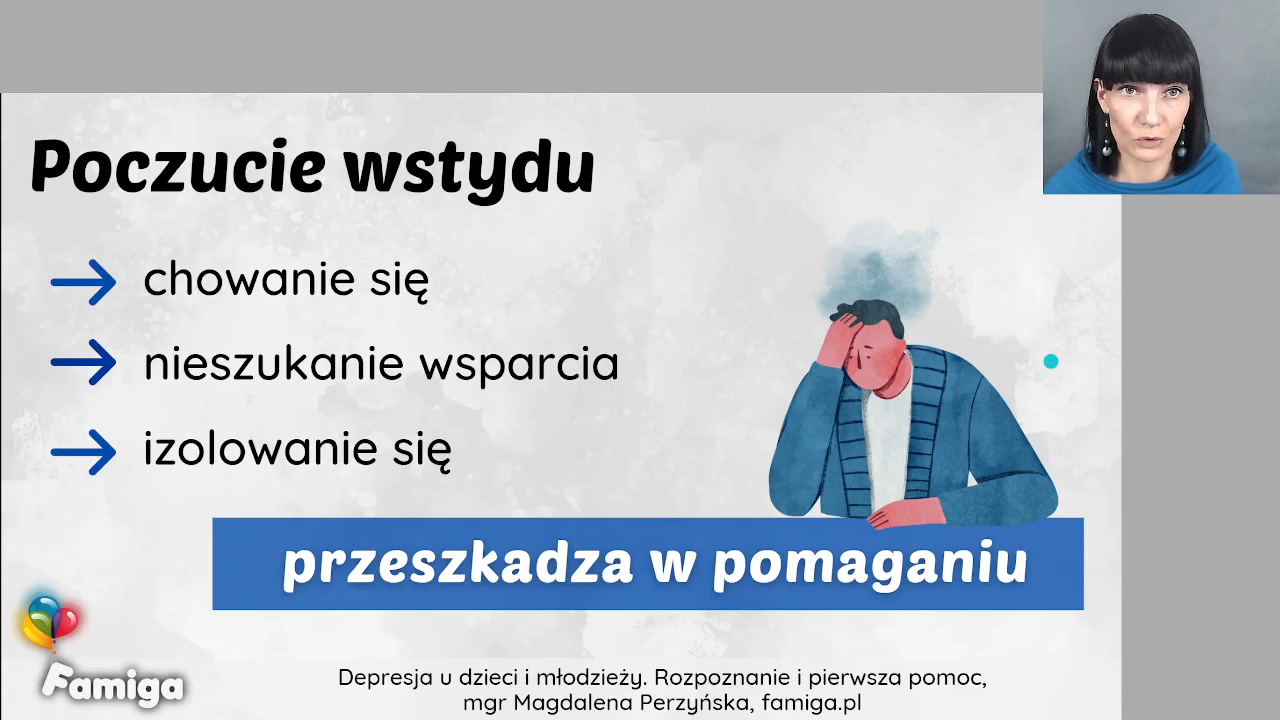 Poczucie wstydu
chowanie się
nieszukanie wsparcia
izolowanie się
przeszkadza w pomaganiu
Famiga
Depresja u dzieci i młodzieży. Rozpoznanie i pierwsza pomoc,
mgr Magdalena Perzyńska, famiga.pl